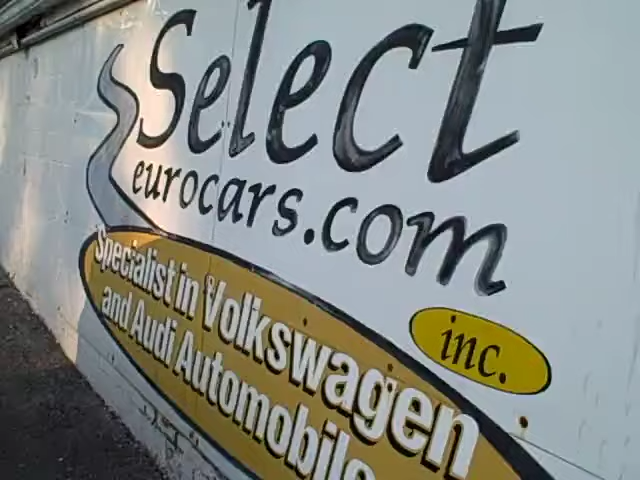 Select
eurocars.com
inc.
Specialist in Volkswagen
and Audi Automobile